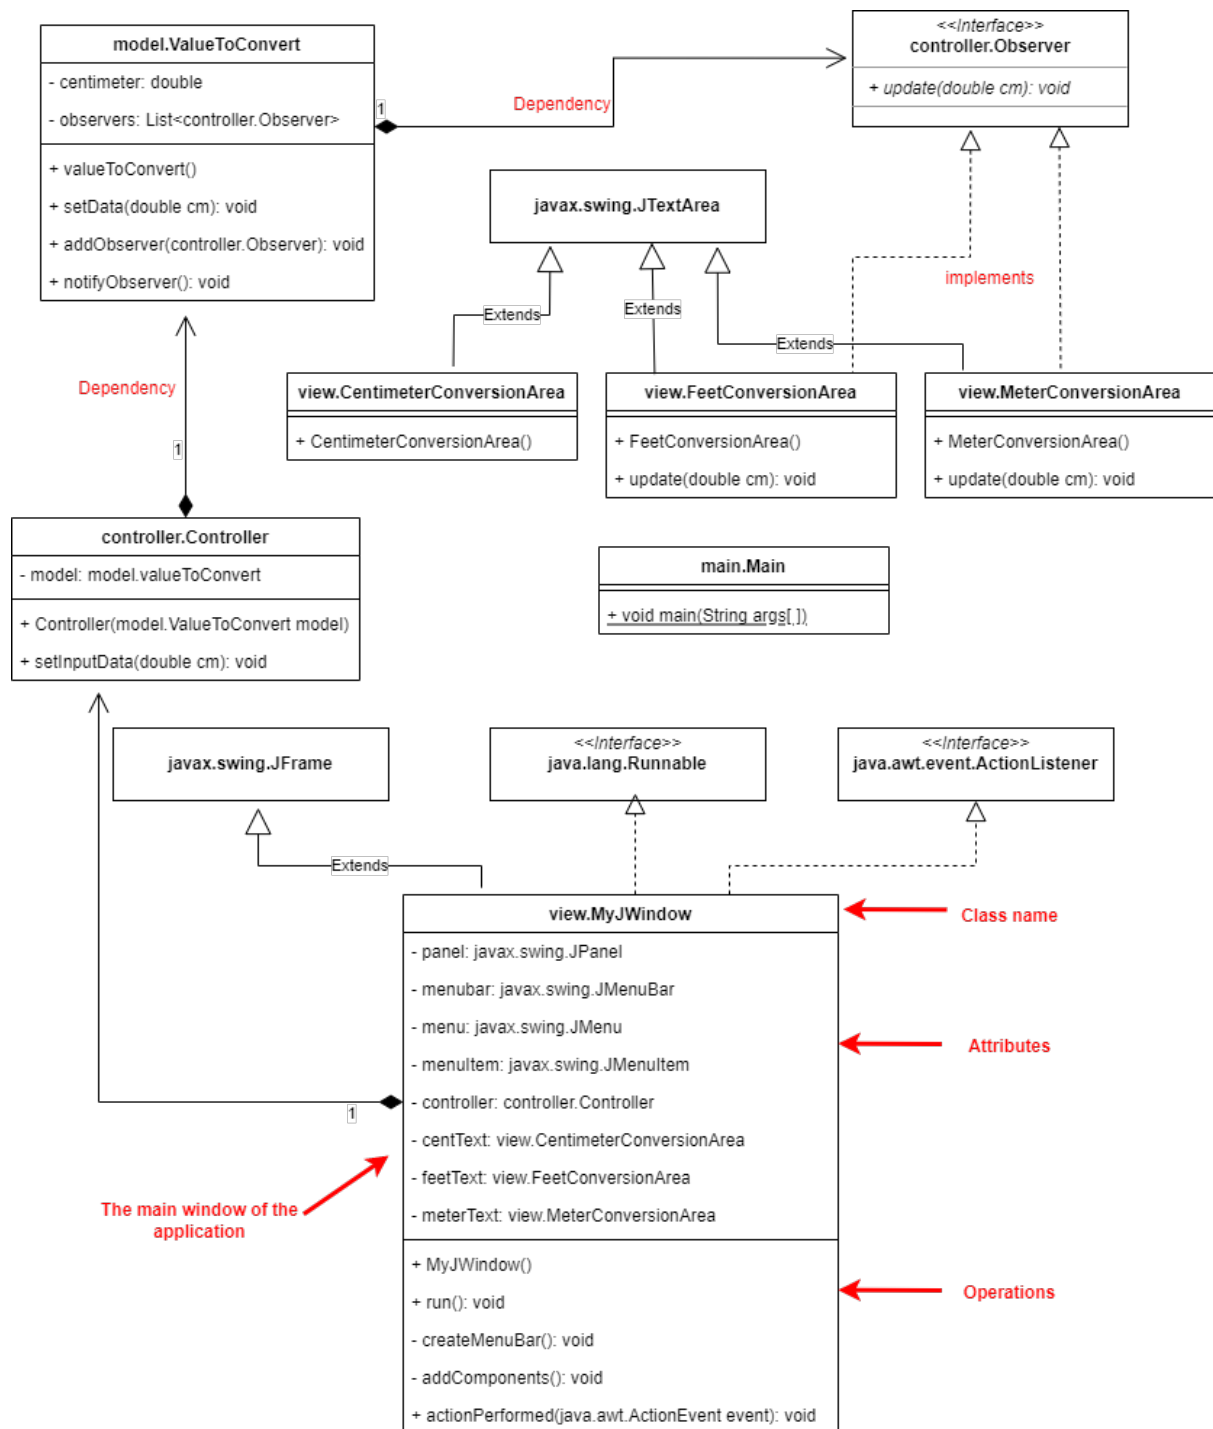 model.ValueToConvert
- centimeter: double
- observers: List<controller.Observer>
+ valueToConvert()
+ setData(double cm): void
+ addObserver(controller.Observer): void
+ notifyObserver(): void
1
Dependency
<<Interface>>
controller.Observer
+ update(double cm): void
javax.swing.JTextArea
implements
Extends
Extends
Extends
Dependency
1
view.CentimeterConversionArea
+ CentimeterConversionArea()
view.FeetConversionArea
+ FeetConversionArea()
+ update(double cm): void
view.MeterConversionArea
+ MeterConversionArea()
+ update(double cm): void
controller.Controller
- model: model.valueToConvert
+ Controller(model.ValueToConvert model)
+ setInputData(double cm): void
main.Main
+ void main(String args[ ])
javax.swing.JFrame
<<Interface>>
java.lang.Runnable
<<Interface>>
java.awt.event.ActionListener
Extends
view.MyJWindow
- panel: javax.swing.JPanel
- menubar: javax.swing.JMenuBar
- menu: javax.swing.JMenu
- menuItem: javax.swing.JMenuItem
- controller: controller.Controller
- centText: view.CentimeterConversionArea
- feetText: view.FeetConversionArea
- meterText: view.MeterConversionArea
+ MyJWindow()
+ run(): void
- createMenuBar(): void
- addComponents(): void
+ actionPerformed(java.awt.ActionEvent event): void
1
Class name
Attributes
The main window of the
application
Operations